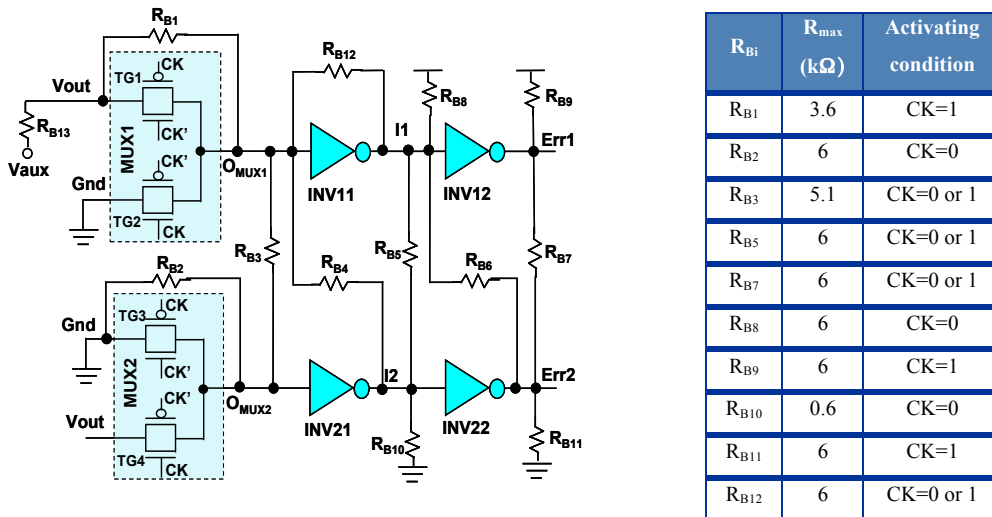 RB1
CK
RB12
TG1
Vout
RB8
RB9
RB13
MUX1
CK'
I1
Err1
Vaux
CK'
OMUX1
Gnd
INV11
INV12
TG2
CK
RB3
RB5
RB7
RB2
RB4
RB6
CK
Gnd
TG3
MUX2
CK'
CK'
I2
Err2
OMUX2
Vout
INV21
INV22
TG4
CK
RB10
RB11
RBi Rmax (kΩ) Activating condition
RB1 3.6 CK=1
RB2 6 CK=0
RB3 5.1 CK=0 or 1
RB5 6 CK=0 or 1
RB7 6 CK=0 or 1
RB8 6 CK=0
RB9 6 CK=1
RB10 0.6 CK=0
RB11 6 CK=1
RB12 6 CK=0 or 1